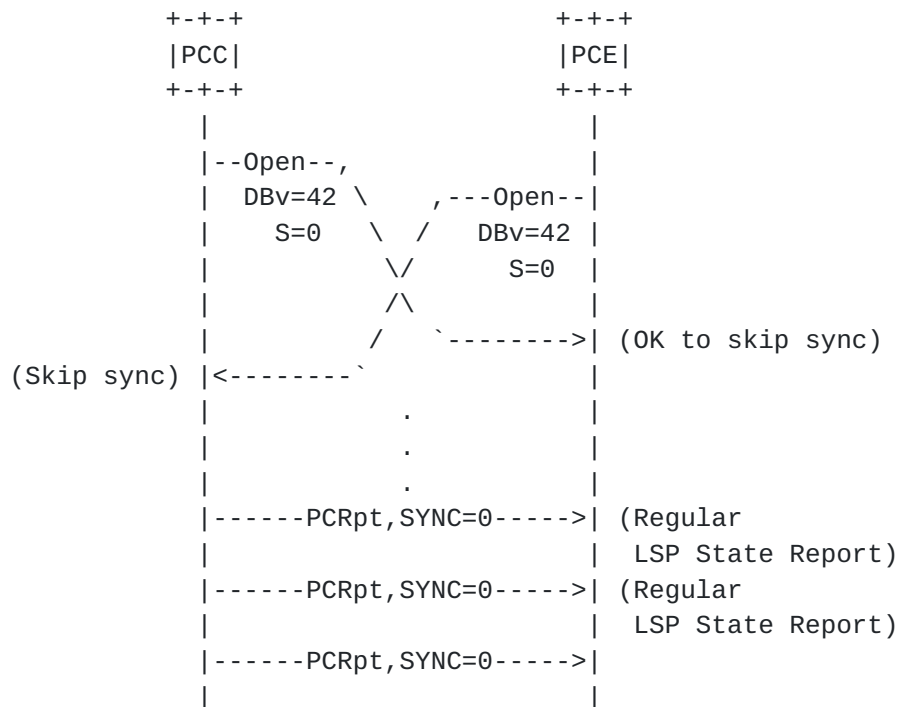 +-+-+                    +-+-+
|PCC|                    |PCE|
+-+-+                    +-+-+
  |                        |
  |--Open--,               |
  |  DBv=42 \    ,---Open--|
  |    S=0   \  /   DBv=42 |
  |           \/      S=0  |
  |           /\           |
  |          /  `-------->| (OK to skip sync)
(Skip sync) |<--------`              |
  |            .           |
  |            .           |
  |            .           |
  |------PCRpt,SYNC=0----->| (Regular
  |                        |  LSP State Report)
  |------PCRpt,SYNC=0----->| (Regular
  |                        |  LSP State Report)
  |------PCRpt,SYNC=0----->|
  |                        |